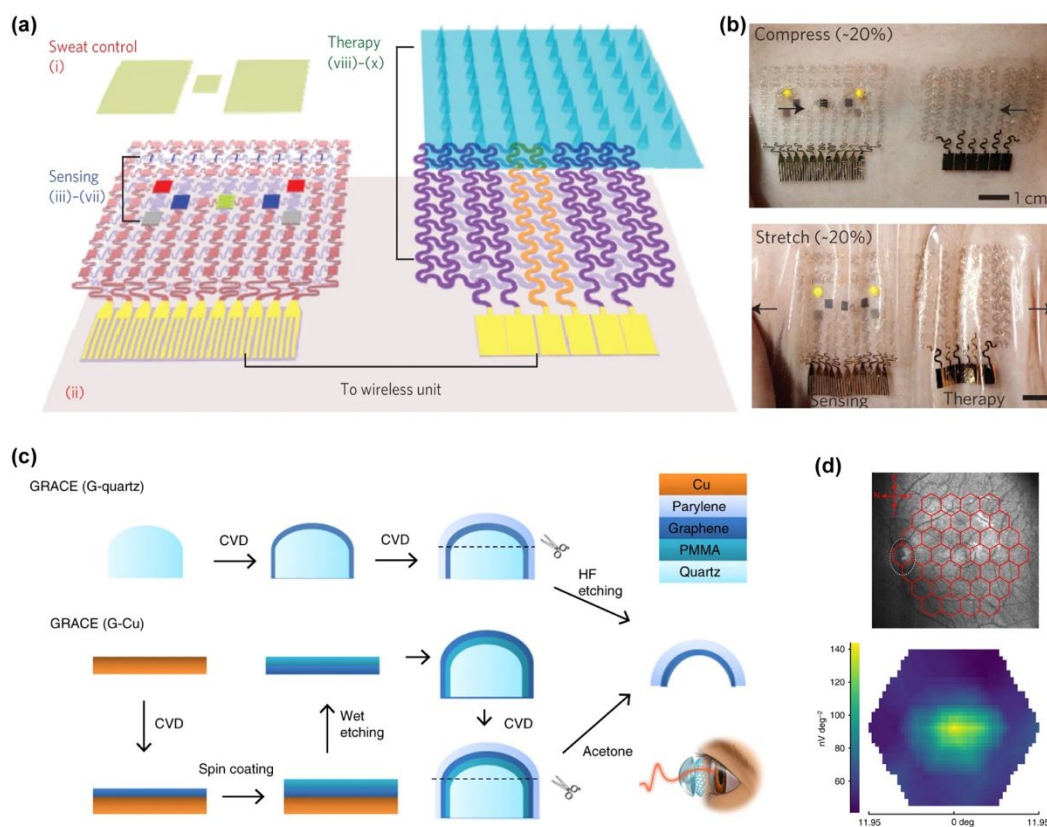 (a)
Sweat control
(i)
Therapy
(viii)–(x)
Sensing
(iii)–(vii)
(ii)
To wireless unit
(b)
Compress (~20%)
1 cm
Stretch (~20%)
Sensing
Therapy
(c)
GRACE (G-quartz)
CVD
CVD
HF
etching
Cu
Parylene
Graphene
PMMA
Quartz
GRACE (G-Cu)
CVD
Spin coating
Wet
etching
CVD
Acetone
(d)
N
140
120
100
80
60
nV deg⁻²
11.95
0 deg
11.95